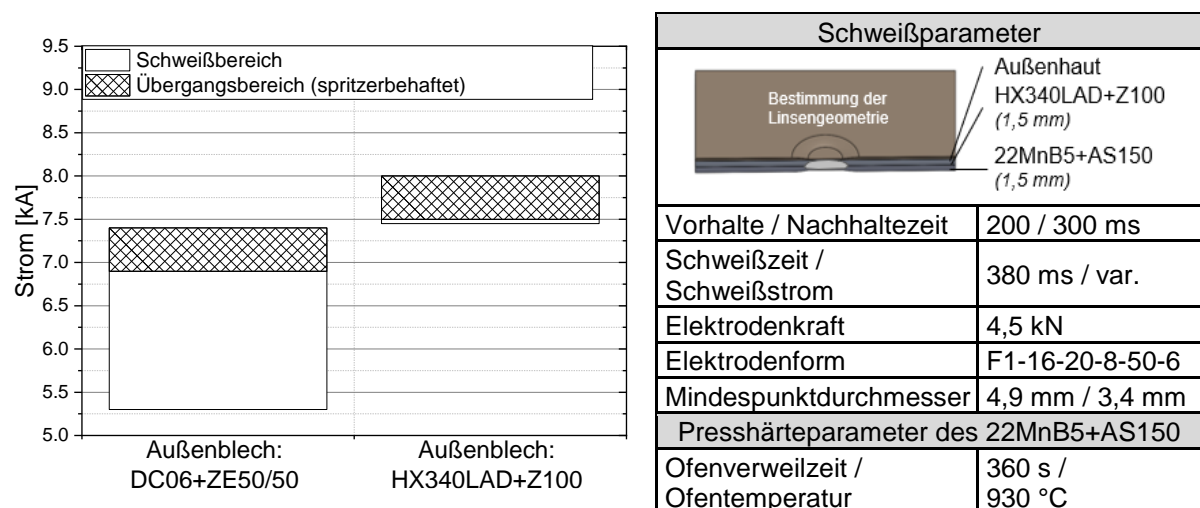 9.5
9.0
8.5
8.0
7.5
7.0
6.5
6.0
5.5
5.0
Strom [kA]
Schweißbereich
Übergangsbereich (spritzerbehaftet)
Außenblech:
DC06+ZE50/50
Außenblech:
HX340LAD+Z100
Schweißparameter
Bestimmung der
Linsengeometrie
Außenhaut
HX340LAD+Z100
(1,5 mm)
22MnB5+AS150
(1,5 mm)
Vorhalte / Nachhaltezeit 200 / 300 ms
Schweißzeit /
Schweißstrom
380 ms / var.
Elektrodenkraft 4,5 kN
Elektrodenform F1-16-20-8-50-6
Mindespunktdurchmesser 4,9 mm / 3,4 mm
Presshärteparameter des 22MnB5+AS150
Ofenverweilzeit / 360 s /
Ofentemperatur 930 °C